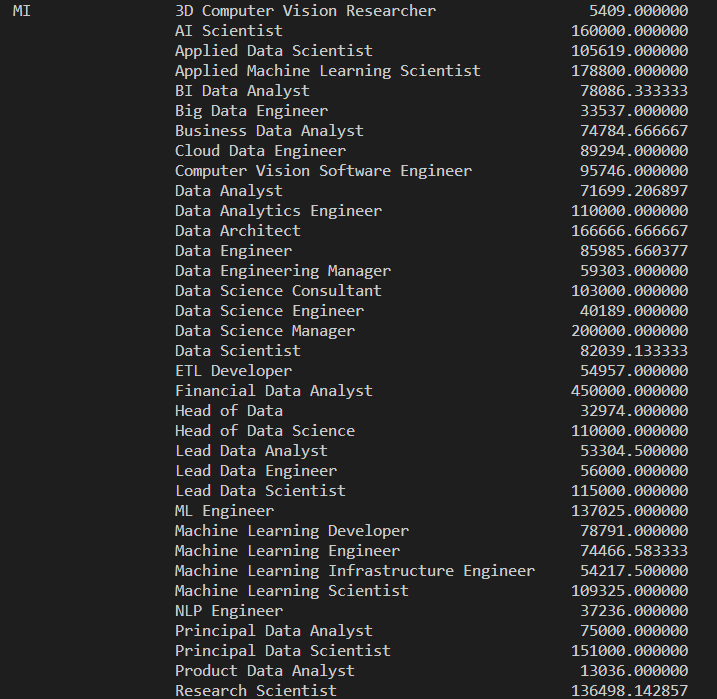 MI 3D Computer Vision Researcher 5409.000000
AI Scientist 160000.000000
Applied Data Scientist 105619.000000
Applied Machine Learning Scientist 178800.000000
BI Data Analyst 78086.333333
Big Data Engineer 33537.000000
Business Data Analyst 74784.666667
Cloud Data Engineer 89294.000000
Computer Vision Software Engineer 95746.000000
Data Analyst 71699.206897
Data Analytics Engineer 110000.000000
Data Architect 166666.666667
Data Engineer 85985.660377
Data Engineering Manager 59303.000000
Data Science Consultant 103000.000000
Data Science Engineer 40189.000000
Data Science Manager 200000.000000
Data Scientist 82039.133333
ETL Developer 54957.000000
Financial Data Analyst 450000.000000
Head of Data 32974.000000
Head of Data Science 110000.000000
Lead Data Analyst 53304.500000
Lead Data Engineer 56000.000000
Lead Data Scientist 115000.000000
ML Engineer 137025.000000
Machine Learning Developer 78791.000000
Machine Learning Engineer 74466.583333
Machine Learning Infrastructure Engineer 54217.500000
Machine Learning Scientist 109325.000000
NLP Engineer 37236.000000
Principal Data Analyst 75000.000000
Principal Data Scientist 151000.000000
Product Data Analyst 13036.000000
Research Scientist 136498.142857